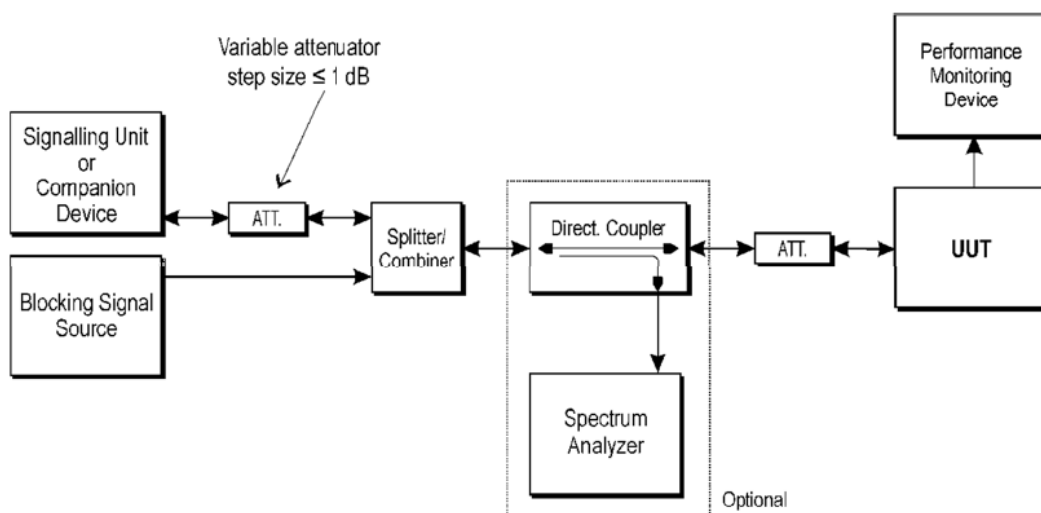 Variable attenuator
step size ≤ 1 dB
Performance
Monitoring
Device
Signalling Unit
or
Companion
Device
ATT.
Splitter/
Combiner
Direct. Coupler
ATT.
UUT
Blocking Signal
Source
Spectrum
Analyzer
Optional